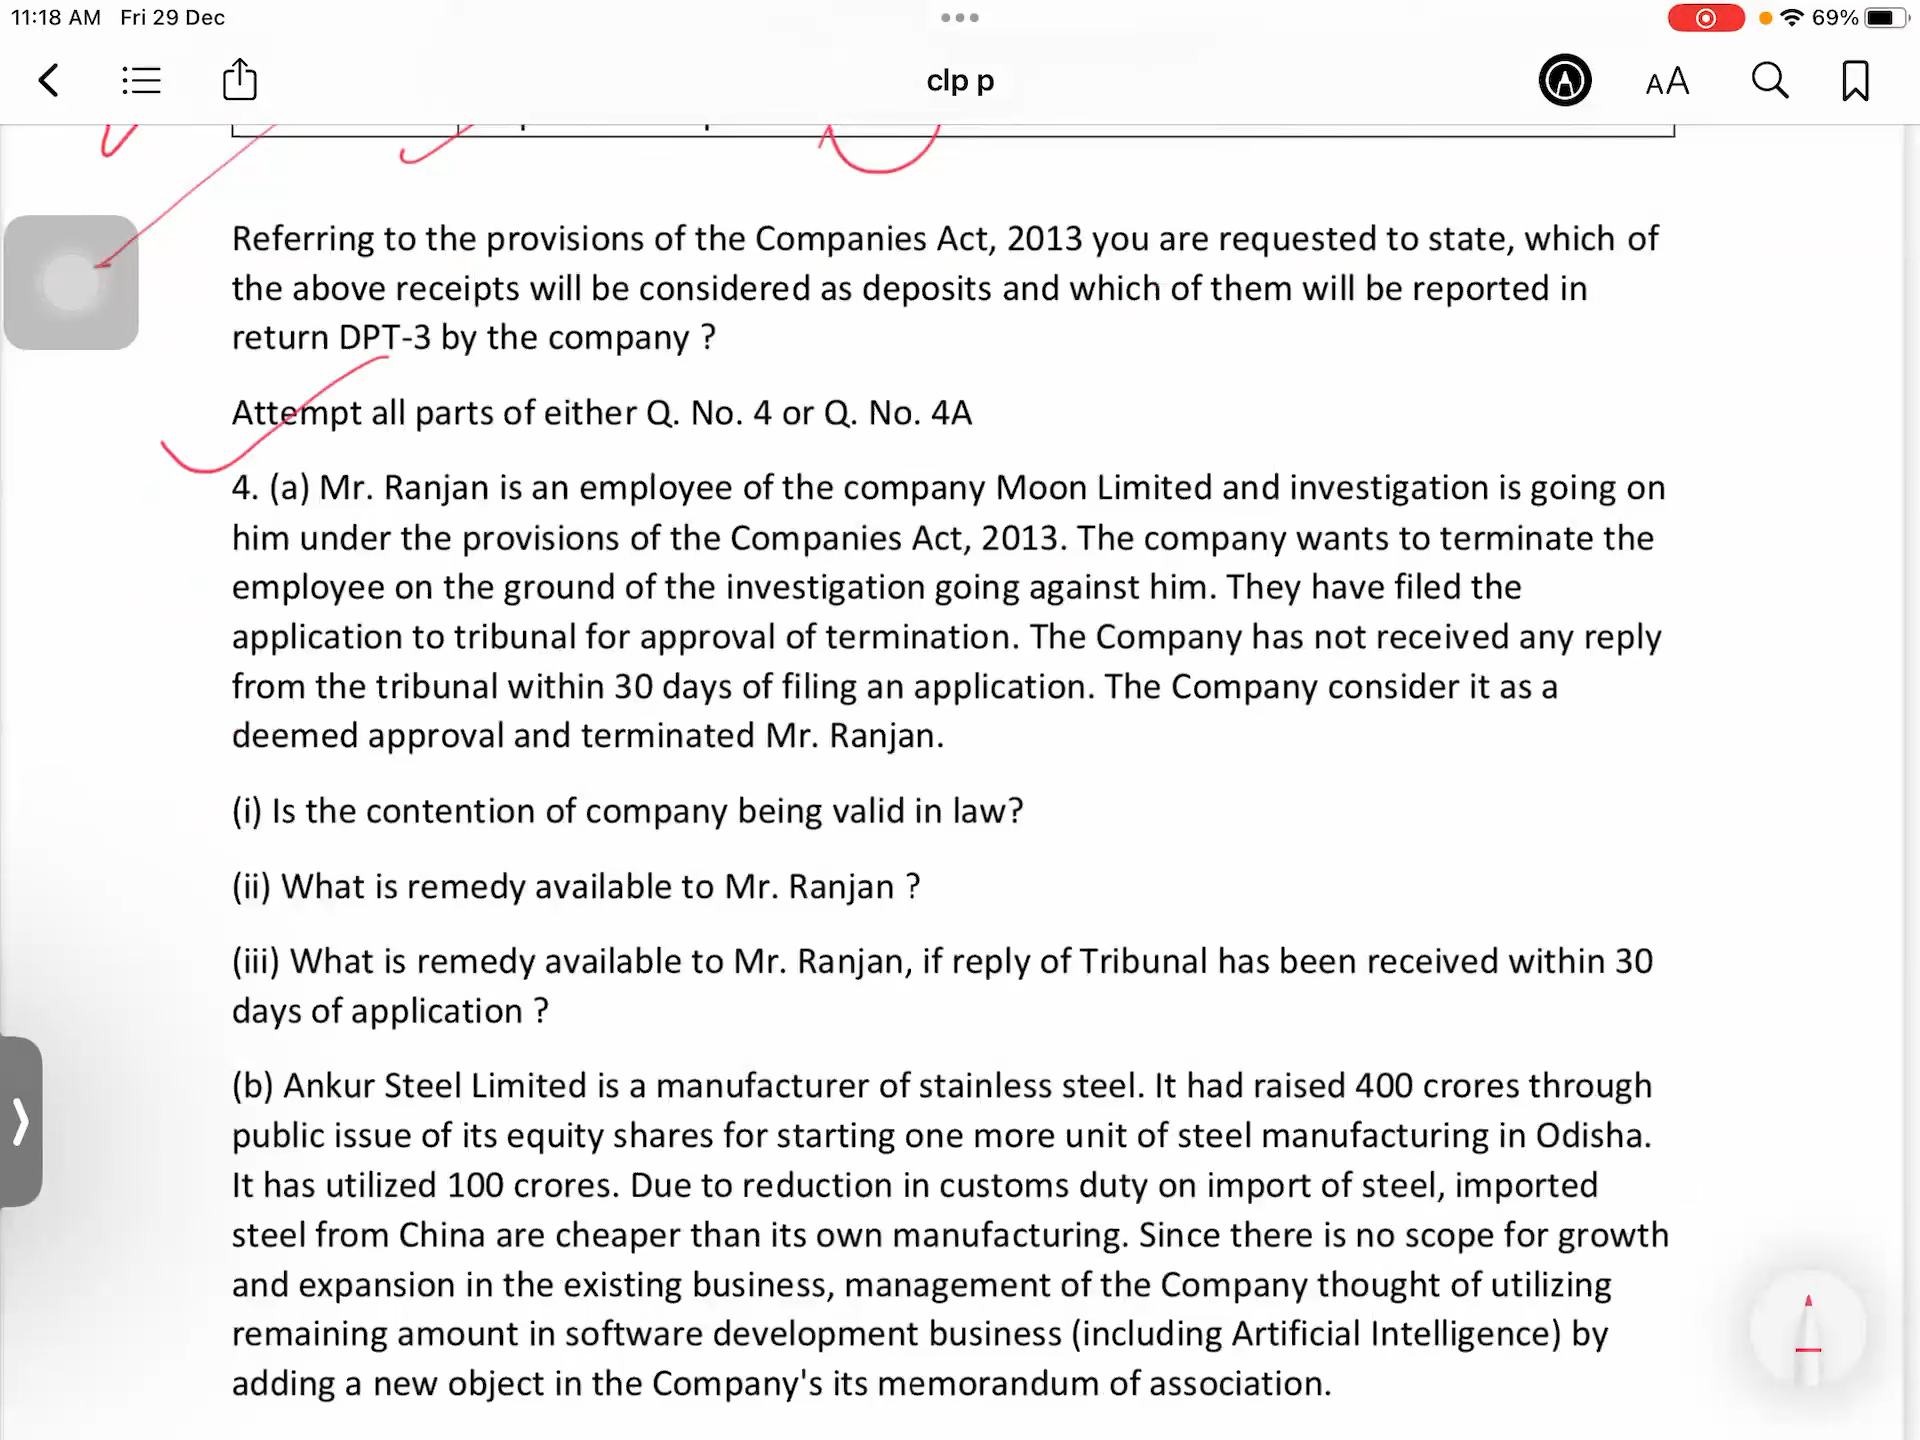 11:18 AM Fri 29 Dec
69%
clp p
AA
Referring to the provisions of the Companies Act, 2013 you are requested to state, which of
the above receipts will be considered as deposits and which of them will be reported in
return DPT-3 by the company ?
Attempt all parts of either Q. No. 4 or Q. No. 4A
4. (a) Mr. Ranjan is an employee of the company Moon Limited and investigation is going on
him under the provisions of the Companies Act, 2013. The company wants to terminate the
employee on the ground of the investigation going against him. They have filed the
application to tribunal for approval of termination. The Company has not received any reply
from the tribunal within 30 days of filing an application. The Company consider it as a
deemed approval and terminated Mr. Ranjan.
(i) Is the contention of company being valid in law?
(ii) What is remedy available to Mr. Ranjan ?
(iii) What is remedy available to Mr. Ranjan, if reply of Tribunal has been received within 30
days of application ?
(b) Ankur Steel Limited is a manufacturer of stainless steel. It had raised 400 crores through
public issue of its equity shares for starting one more unit of steel manufacturing in Odisha.
It has utilized 100 crores. Due to reduction in customs duty on import of steel, imported
steel from China are cheaper than its own manufacturing. Since there is no scope for growth
and expansion in the existing business, management of the Company thought of utilizing
remaining amount in software development business (including Artificial Intelligence) by
adding a new object in the Company's its memorandum of association.